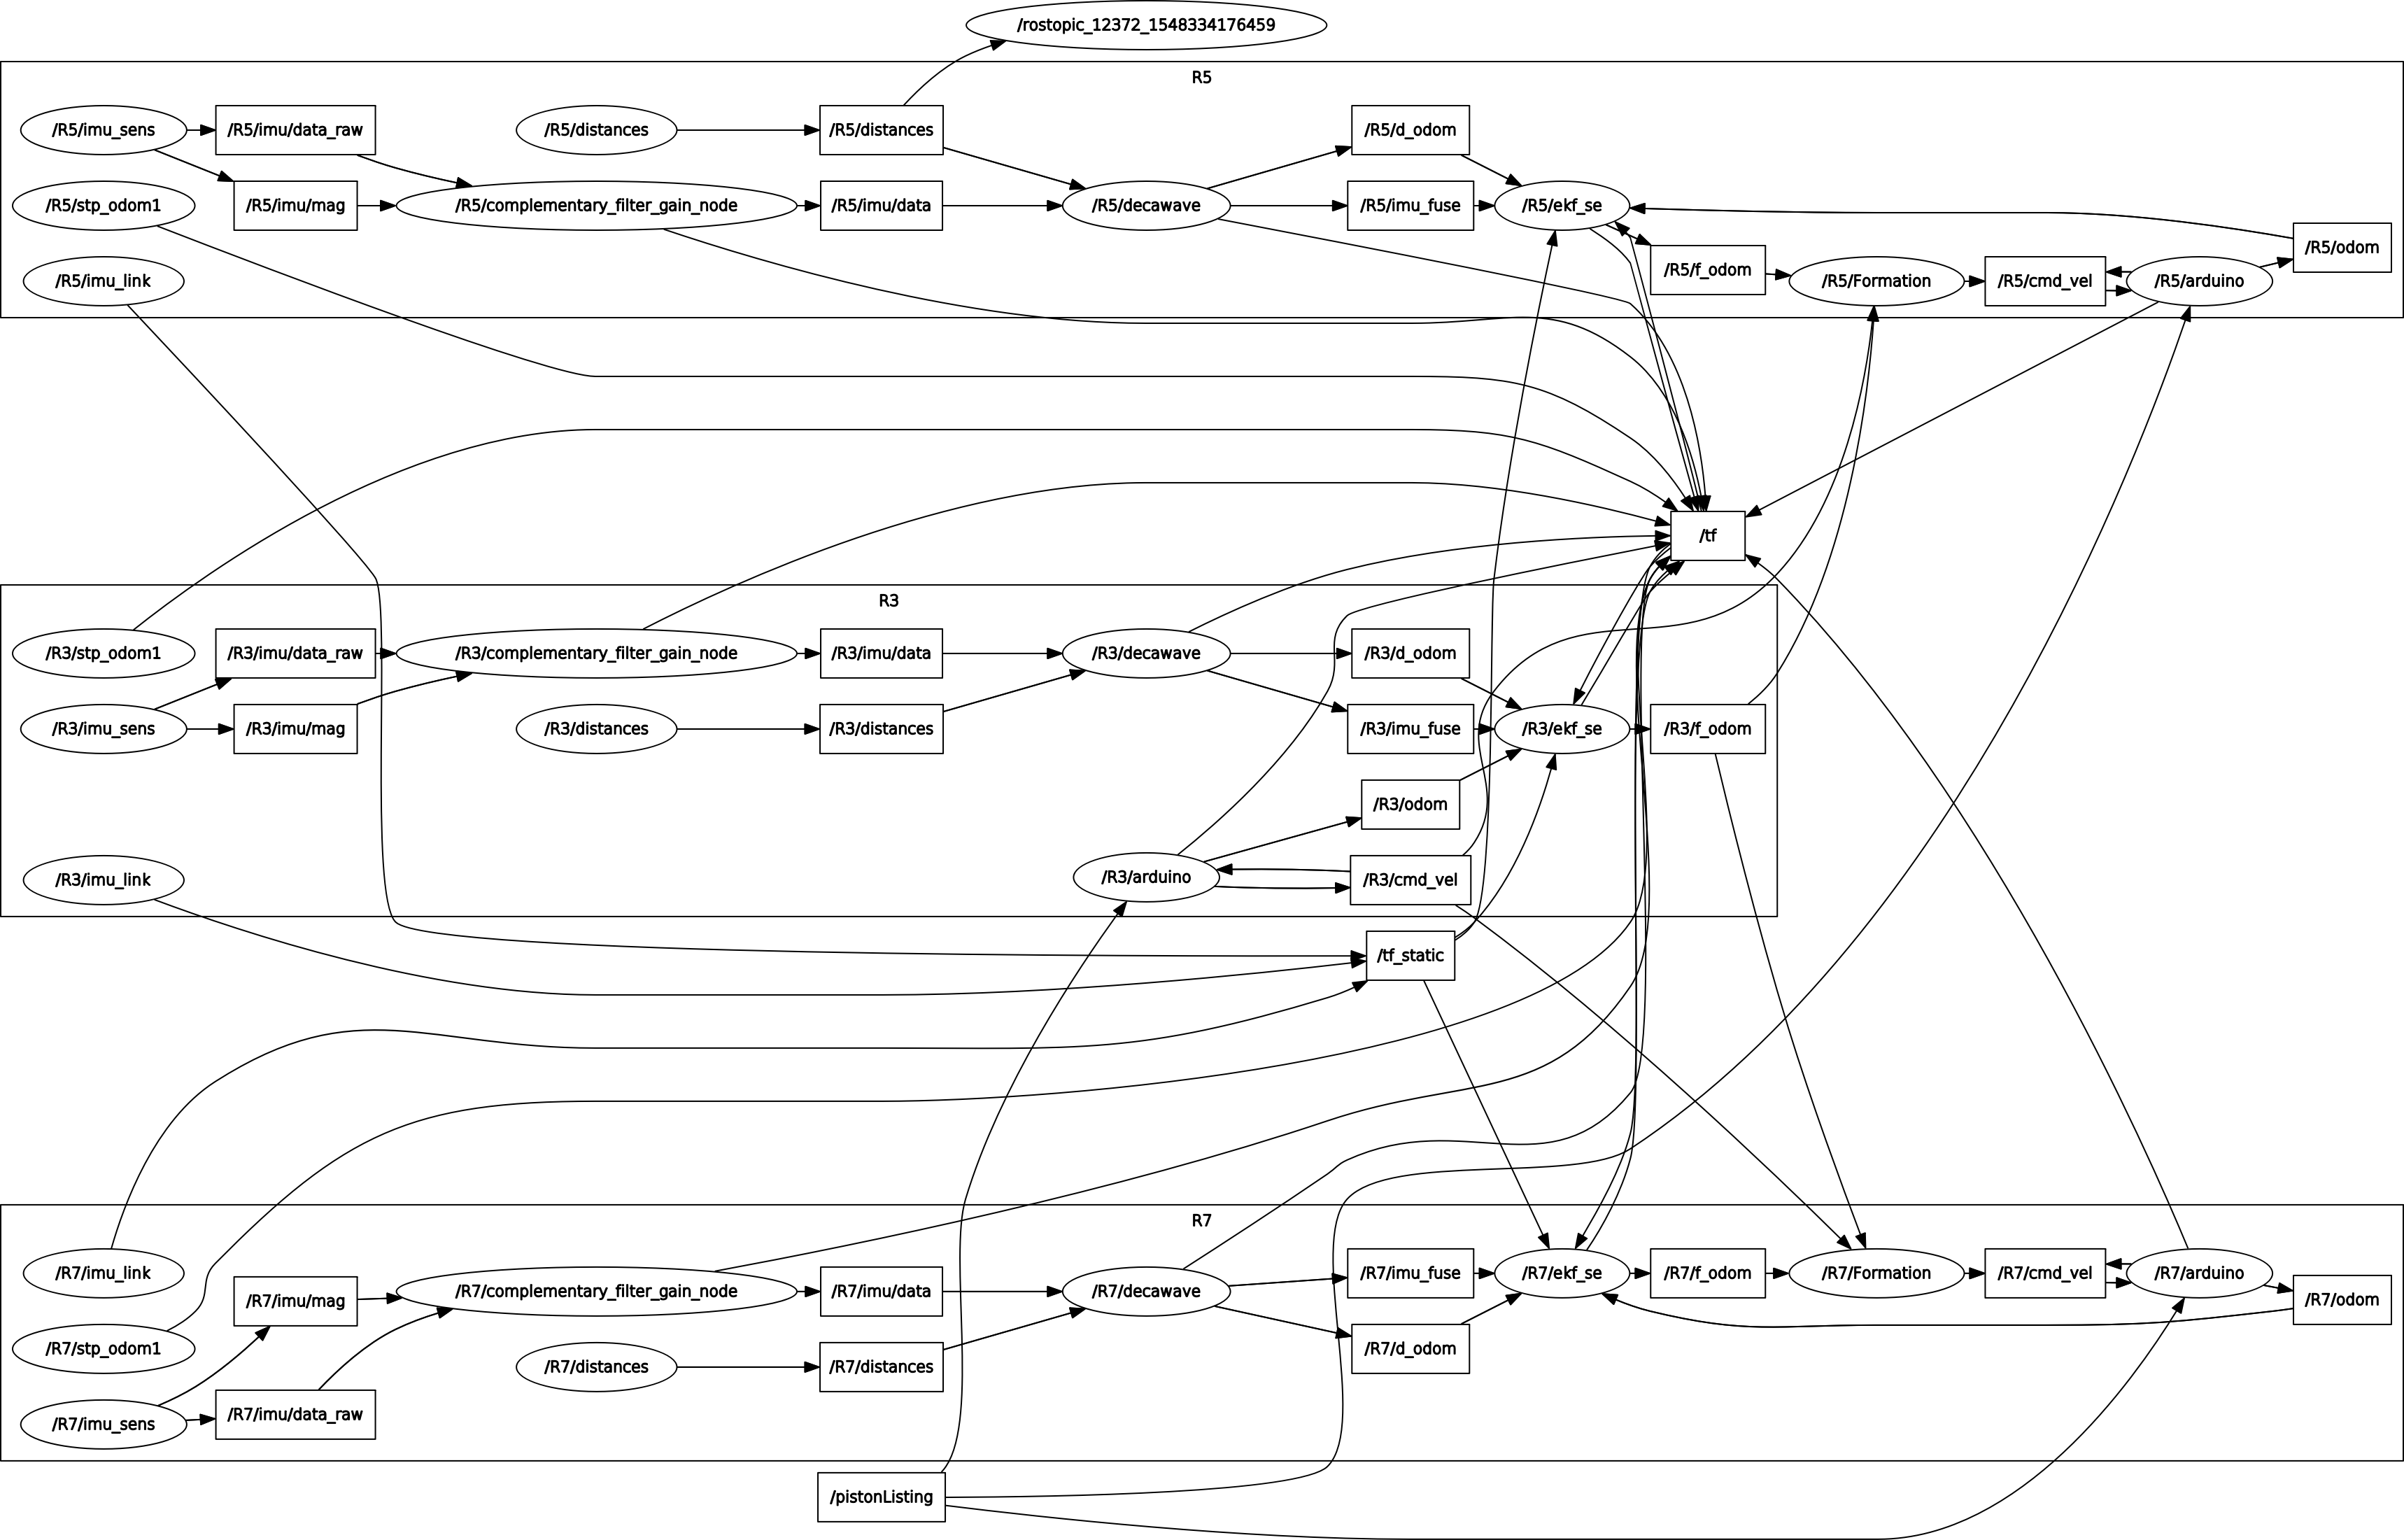 /rostopic_12372_1548334176459
R5
/R5/imu_sens
/R5/imu/data_raw
/R5/distances
/R5/distances
/R5/d_odom
/R5/stp_odom1
/R5/imu/mag
/R5/complementary_filter_gain_node
/R5/imu/data
/R5/decawave
/R5/imu_fuse
/R5/ekf_se
/R5/odom
/R5/f_odom
/R5/imu_link
/R5/Formation
/R5/cmd_vel
/R5/arduino
/tf
R3
/R3/stp_odom1
/R3/imu/data_raw
/R3/complementary_filter_gain_node
/R3/imu/data
/R3/decawave
/R3/d_odom
/R3/imu_sens
/R3/imu/mag
/R3/distances
/R3/distances
/R3/imu_fuse
/R3/ekf_se
/R3/f_odom
/R3/odom
/R3/imu_link
/R3/arduino
/R3/cmd_vel
/tf_static
R7
/R7/imu_link
/R7/imu_fuse
/R7/ekf_se
/R7/f_odom
/R7/Formation
/R7/cmd_vel
/R7/arduino
/R7/imu/mag
/R7/complementary_filter_gain_node
/R7/imu/data
/R7/decawave
/R7/odom
/R7/stp_odom1
/R7/distances
/R7/distances
/R7/d_odom
/R7/imu_sens
/R7/imu/data_raw
/pistonListing